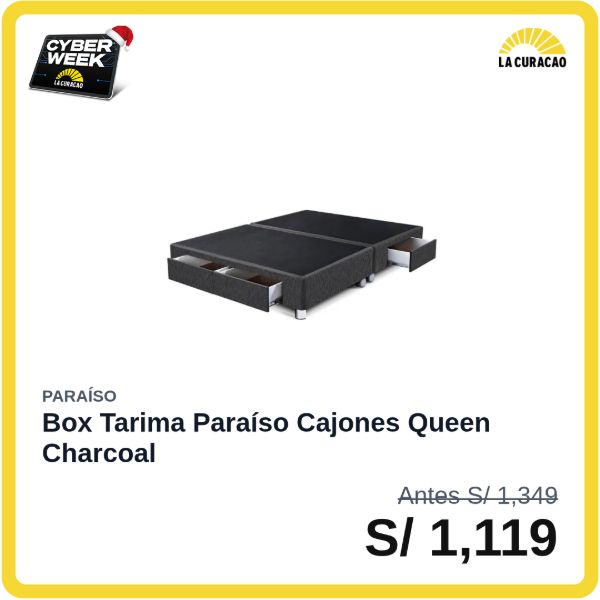 CYBER
WEEK
LA CURACAO
LA CURACAO
PARAÍSO
Box Tarima Paraíso Cajones Queen
Charcoal
Antes S/ 1,349
S/ 1,119